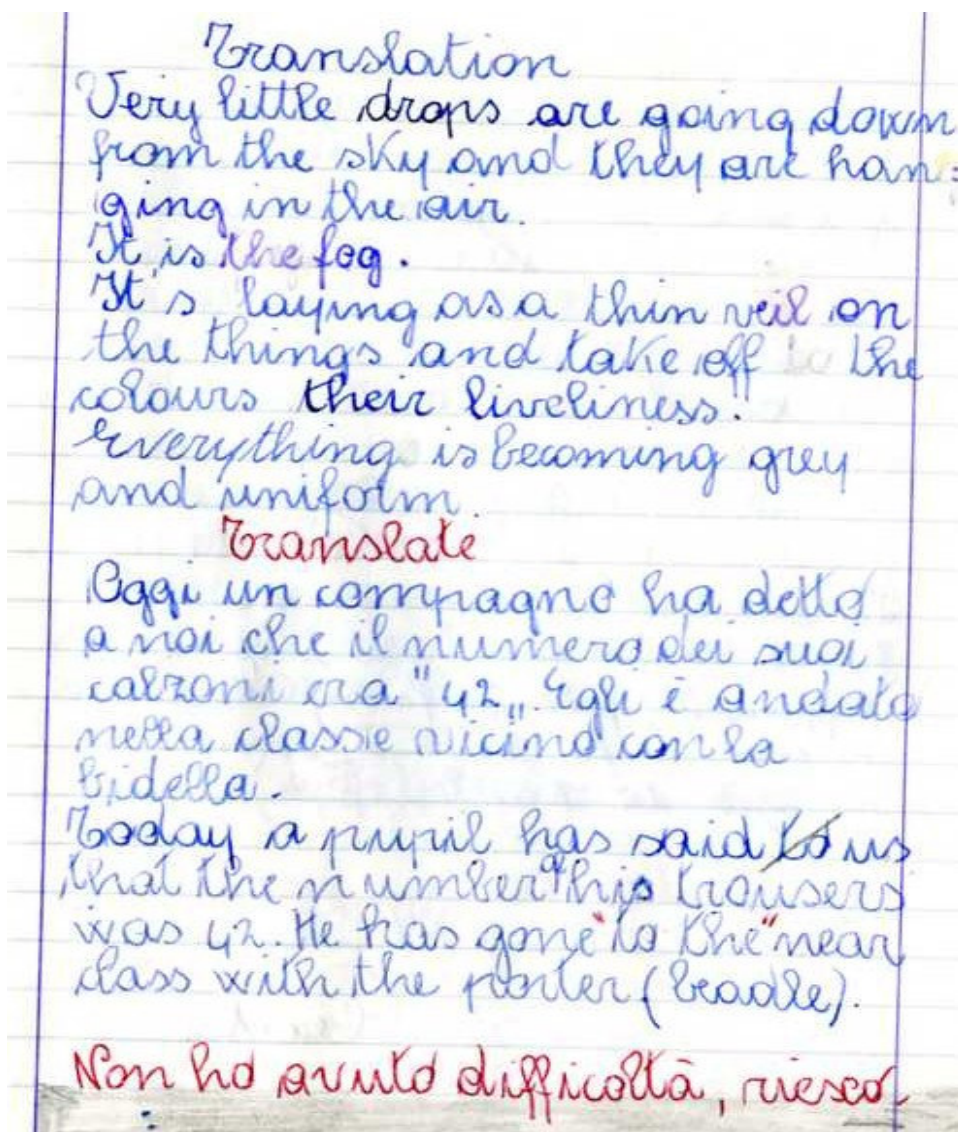 Translation
Very little drops are going down
from the sky and they are han:
ging in the air.
It is the fog.
It's laying as a thin veil on
the things and take off to the
colours their liveliness.
Everything is becoming grey
and uniform.
Translate
Oggi un compagno ha detto
a noi che il numero dei suoi
calzoni era "42„. Egli è andato
nella classe vicino con la
bidella.
Today a pupil has said to us
that the number of his trousers
was 42. He has gone "to the" near
class with the porter (beadle).
Non ho avuto difficoltà, riesco